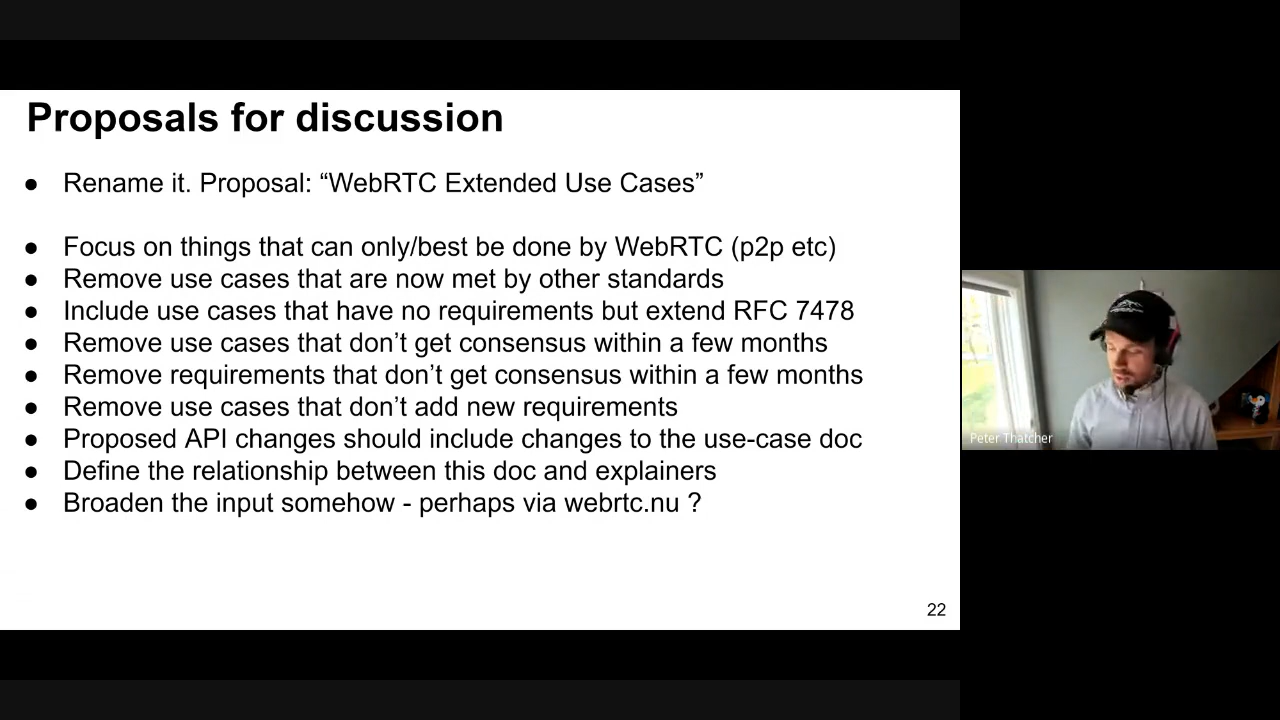 Proposals for discussion
● Rename it. Proposal: “WebRTC Extended Use Cases”
● Focus on things that can only/best be done by WebRTC (p2p etc)
● Remove use cases that are now met by other standards
● Include use cases that have no requirements but extend RFC 7478
● Remove use cases that don’t get consensus within a few months
● Remove requirements that don’t get consensus within a few months
● Remove use cases that don’t add new requirements
● Proposed API changes should include changes to the use-case doc
● Define the relationship between this doc and explainers
● Broaden the input somehow - perhaps via webrtc.nu ?
22
Peter Thatcher